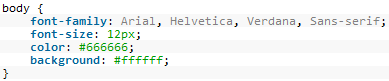 body {
    font-family: Arial, Helvetica, Verdana, Sans-serif;
    font-size: 12px;
    color: #666666;
    background: #ffffff;
}